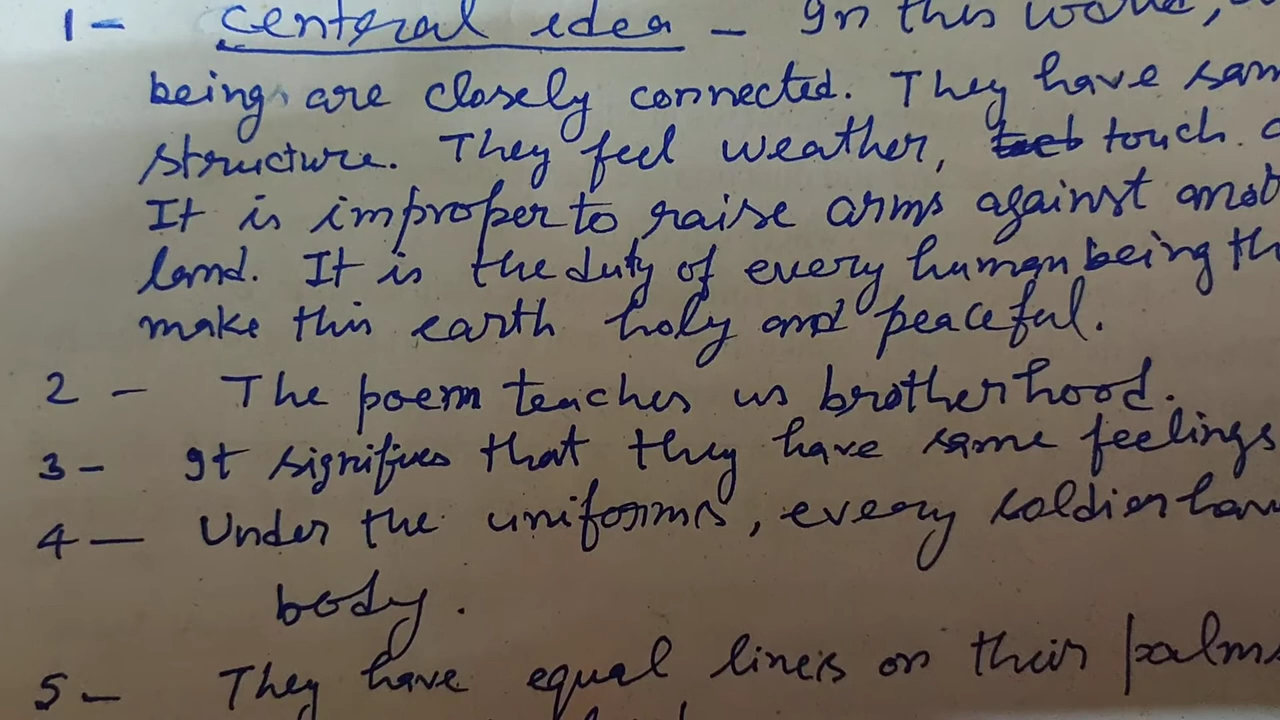 1- centeral idea - In this world,
being are closely connected. They have sam
structure. They feel weather, touch.
It is improper to raise arms against anot
land. It is the duty of every human being th
make this earth holy and peaceful.
2 - The poem teaches us brotherhood.
3- It signifies that they have same feelings
4- Under the uniforms, every soldier hav
body.
5- They have equal lines on their palms